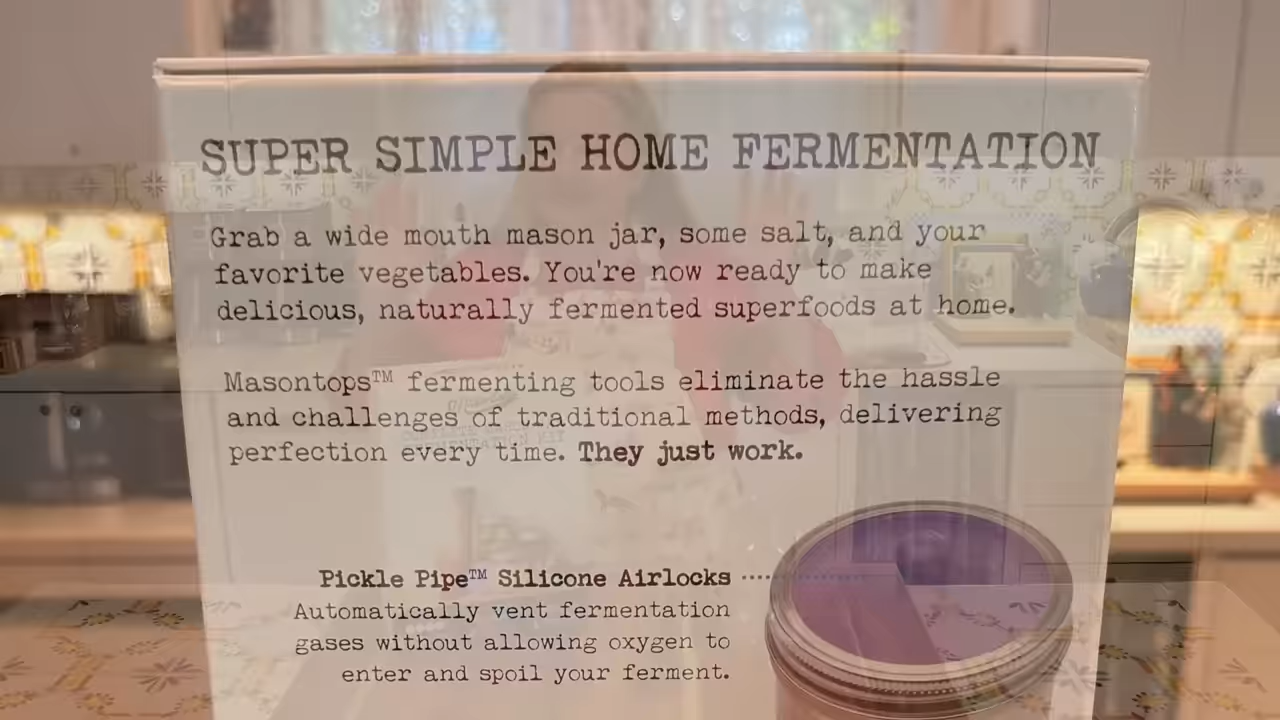 SUPER SIMPLE HOME FERMENTATION
Grab a wide mouth mason jar, some salt, and your
favorite vegetables. You're now ready to make
delicious, naturally fermented superfoods at home.
Masontops™ fermenting tools eliminate the hassle
and challenges of traditional methods, delivering
perfection every time. They just work.
Pickle Pipe™ Silicone Airlocks
Automatically vent fermentation
gases without allowing oxygen to
enter and spoil your ferment.